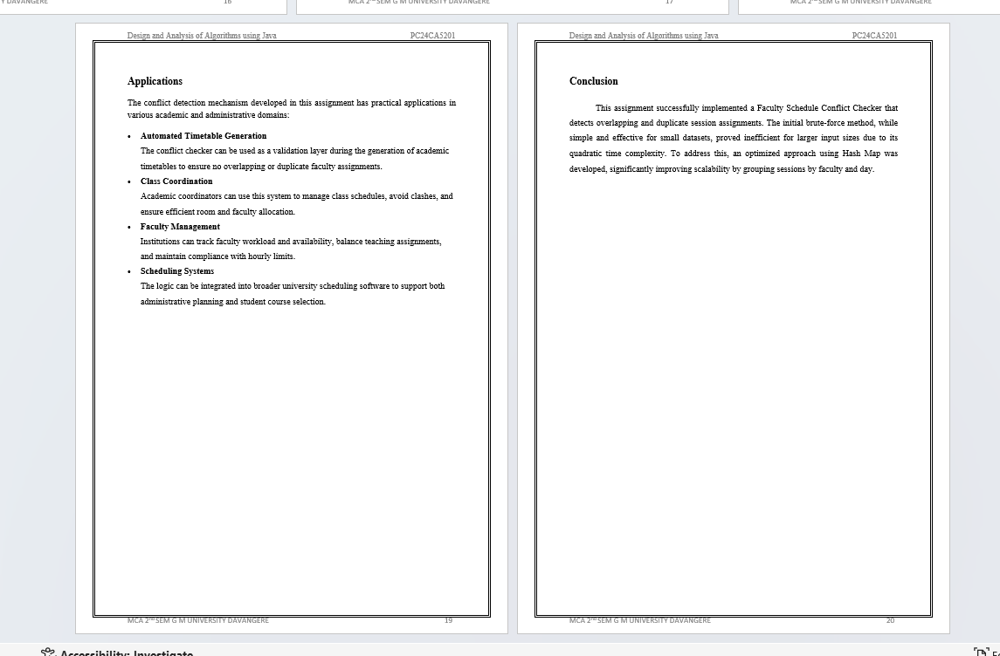 Y DAVANGERE 16
MCA 2nd SEM G M UNIVERSITY DAVANGERE 17
MCA 2nd SEM G M UNIVERSITY DAVANGERE
Design and Analysis of Algorithms using Java PC24CA5201
Applications
The conflict detection mechanism developed in this assignment has practical applications in
various academic and administrative domains:
• Automated Timetable Generation
The conflict checker can be used as a validation layer during the generation of academic
timetables to ensure no overlapping or duplicate faculty assignments.
• Class Coordination
Academic coordinators can use this system to manage class schedules, avoid clashes, and
ensure efficient room and faculty allocation.
• Faculty Management
Institutions can track faculty workload and availability, balance teaching assignments,
and maintain compliance with hourly limits.
• Scheduling Systems
The logic can be integrated into broader university scheduling software to support both
administrative planning and student course selection.
MCA 2nd SEM G M UNIVERSITY DAVANGERE 19
Design and Analysis of Algorithms using Java PC24CA5201
Conclusion
This assignment successfully implemented a Faculty Schedule Conflict Checker that
detects overlapping and duplicate session assignments. The initial brute-force method, while
simple and effective for small datasets, proved inefficient for larger input sizes due to its
quadratic time complexity. To address this, an optimized approach using Hash Map was
developed, significantly improving scalability by grouping sessions by faculty and day.
MCA 2nd SEM G M UNIVERSITY DAVANGERE 20
Accessibility: Investigate